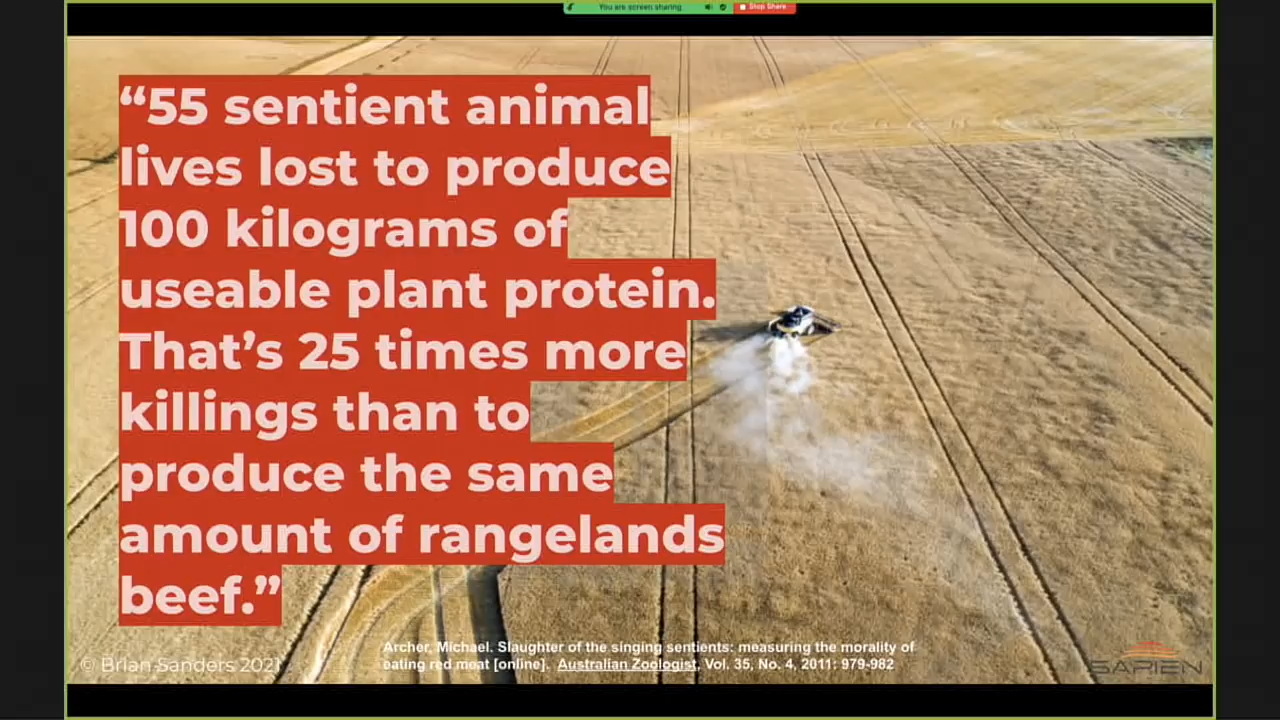 You are screen sharing
Stop Share
“55 sentient animal
lives lost to produce
100 kilograms of
useable plant protein.
That’s 25 times more
killings than to
produce the same
amount of rangelands
beef.”
Archer, Michael. Slaughter of the singing sentients: measuring the morality of
eating red meat [online]. Australian Zoologist, Vol. 35, No. 4, 2011: 979-982
© Brian Sanders 2021
SAPIEN